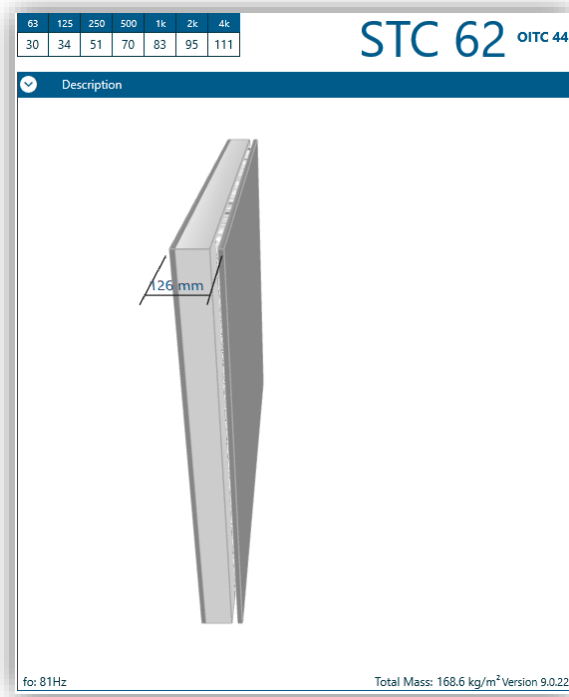 63 125 250 500 1k 2k 4k
30 34 51 70 83 95 111
STC 62 OITC 44
Description
126 mm
fo: 81Hz
Total Mass: 168.6 kg/m² Version 9.0.22